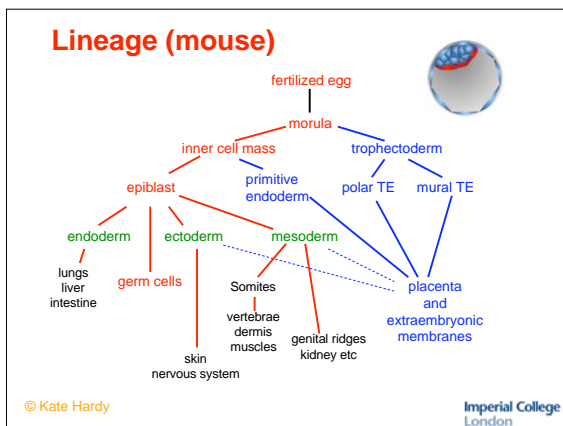 Lineage (mouse)
fertilized egg
morula
inner cell mass
trophectoderm
epiblast
primitive
endoderm
polar TE
mural TE
endoderm
ectoderm
mesoderm
lungs
liver
intestine
germ cells
Somites
placenta
and
extraembryonic
membranes
vertebrae
dermis
muscles
genital ridges
kidney etc
skin
nervous system
© Kate Hardy
Imperial College
London